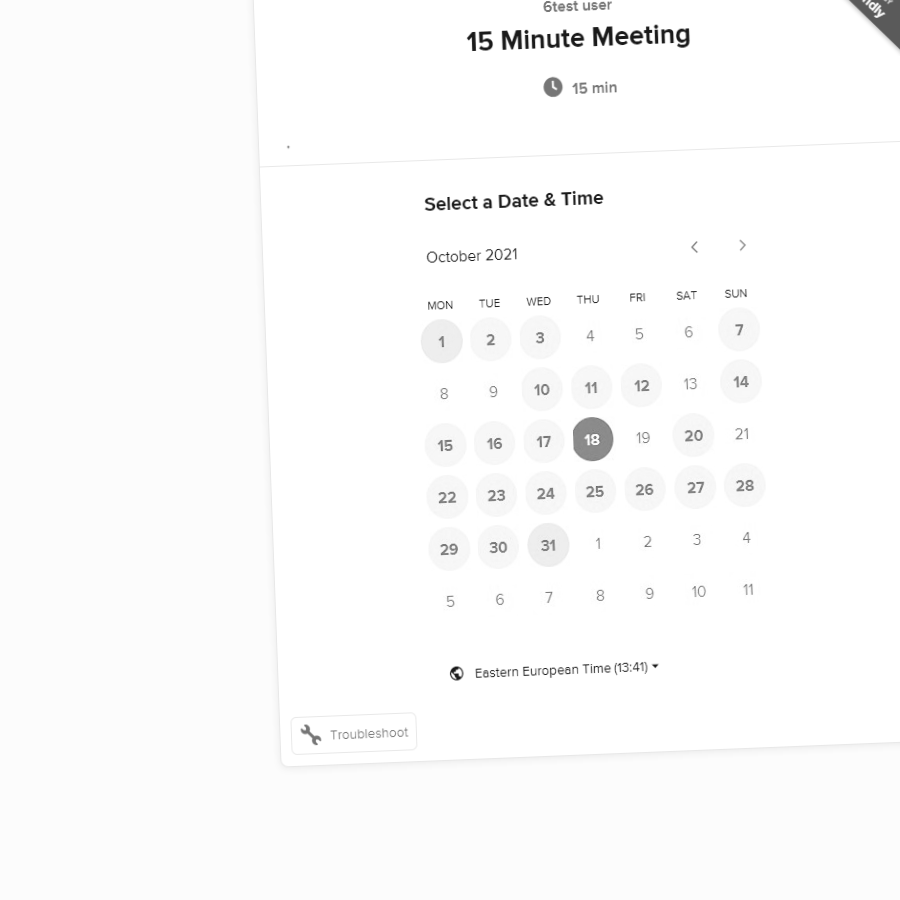 6test user
15 Minute Meeting
15 min
Select a Date & Time
October 2021
MON TUE WED THU FRI SAT SUN
1 2 3 4 5 6 7
8 9 10 11 12 13 14
15 16 17 18 19 20 21
22 23 24 25 26 27 28
29 30 31 1 2 3 4
5 6 7 8 9 10 11
Eastern European Time (13:41)
Troubleshoot